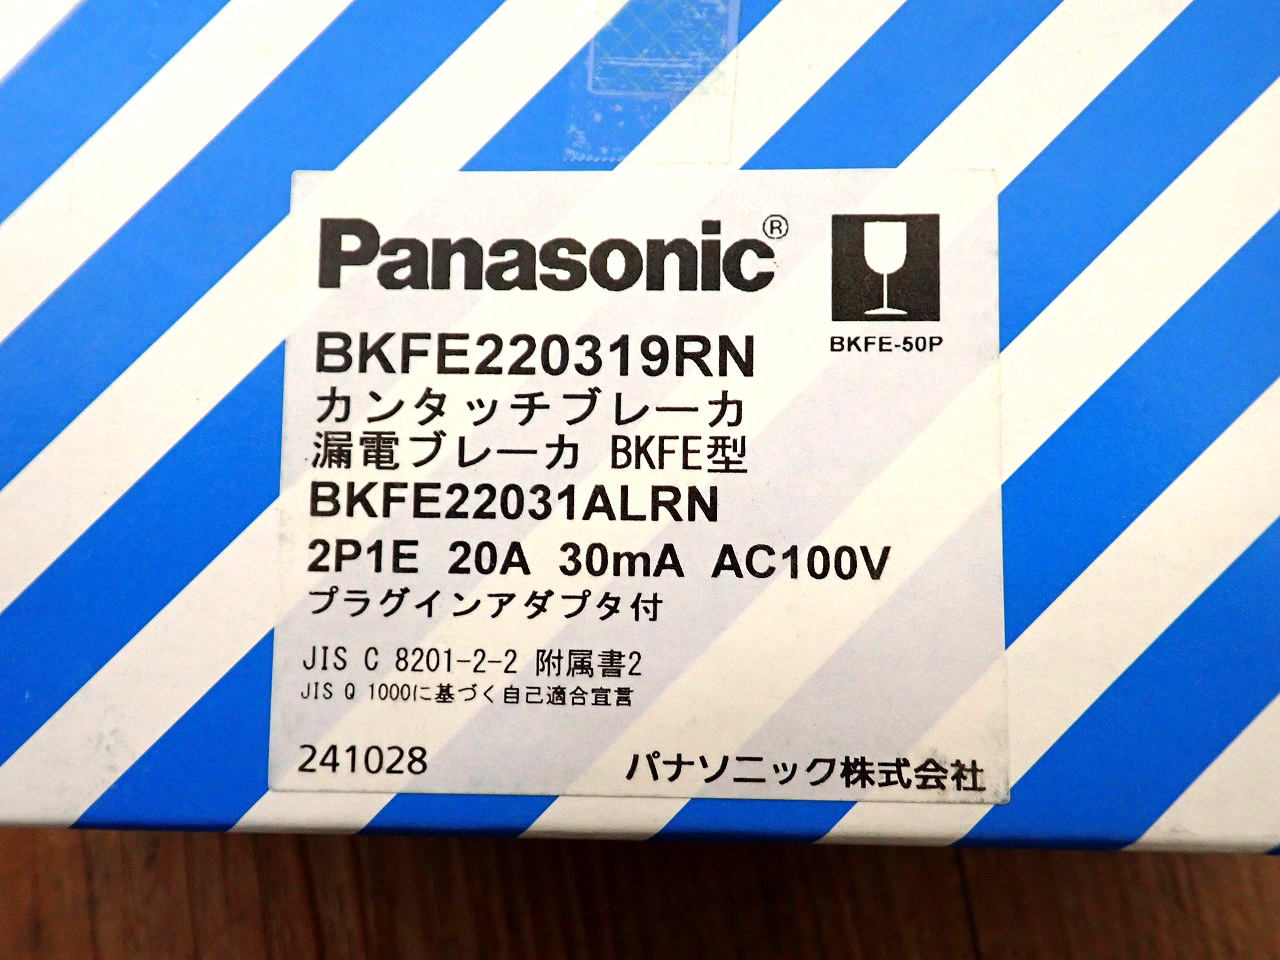 Panasonic®
BKFE-50P
BKFE220319RN
カンタッチブレーカ
漏電ブレーカ BKFE型
BKFE22031ALRN
2P1E 20A 30mA AC100V
プラグインアダプタ付
JIS C 8201-2-2 附属書2
JIS Q 1000に基づく自己適合宣言
241028
パナソニック株式会社